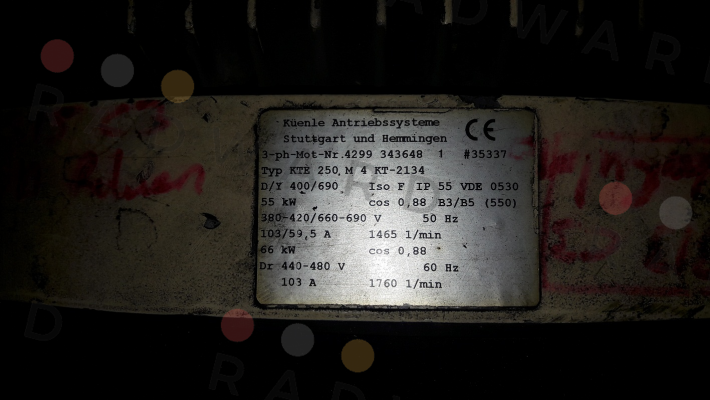 Küenle Antriebssysteme
Stuttgart und Hemmingen
CE
3-ph-Mot-Nr.4299 343648 1 #35337
Typ KTE 250 M 4 KT-2134
D/Y 400/690 Iso F IP 55 VDE 0530
55 kW cos 0,88 B3/B5 (550)
380-420/660-690 V 50 Hz
103/59,5 A 1465 1/min
66 kW cos 0,88
Dr 440-480 V 60 Hz
103 A 1760 1/min